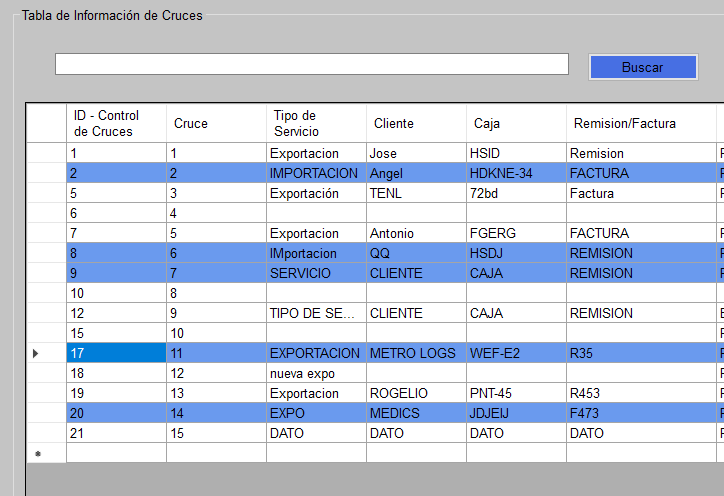 Tabla de Información de Cruces
Buscar
ID - Control de Cruces Cruce Tipo de Servicio Cliente Caja Remision/Factura
1 1 Exportacion Jose HSID Remision
2 2 IMPORTACION Angel HDKNE-34 FACTURA
5 3 Exportación TENL 72bd Factura
6 4
7 5 Exportacion Antonio FGERG FACTURA
8 6 IMportacion QQ HSDJ REMISION
9 7 SERVICIO CLIENTE CAJA REMISION
10 8
12 9 TIPO DE SE... CLIENTE CAJA REMISION
15 10
17 11 EXPORTACION METRO LOGS WEF-E2 R35
18 12 nueva expo
19 13 Exportacion ROGELIO PNT-45 R453
20 14 EXPO MEDICS JDJEIJ F473
21 15 DATO DATO DATO DATO